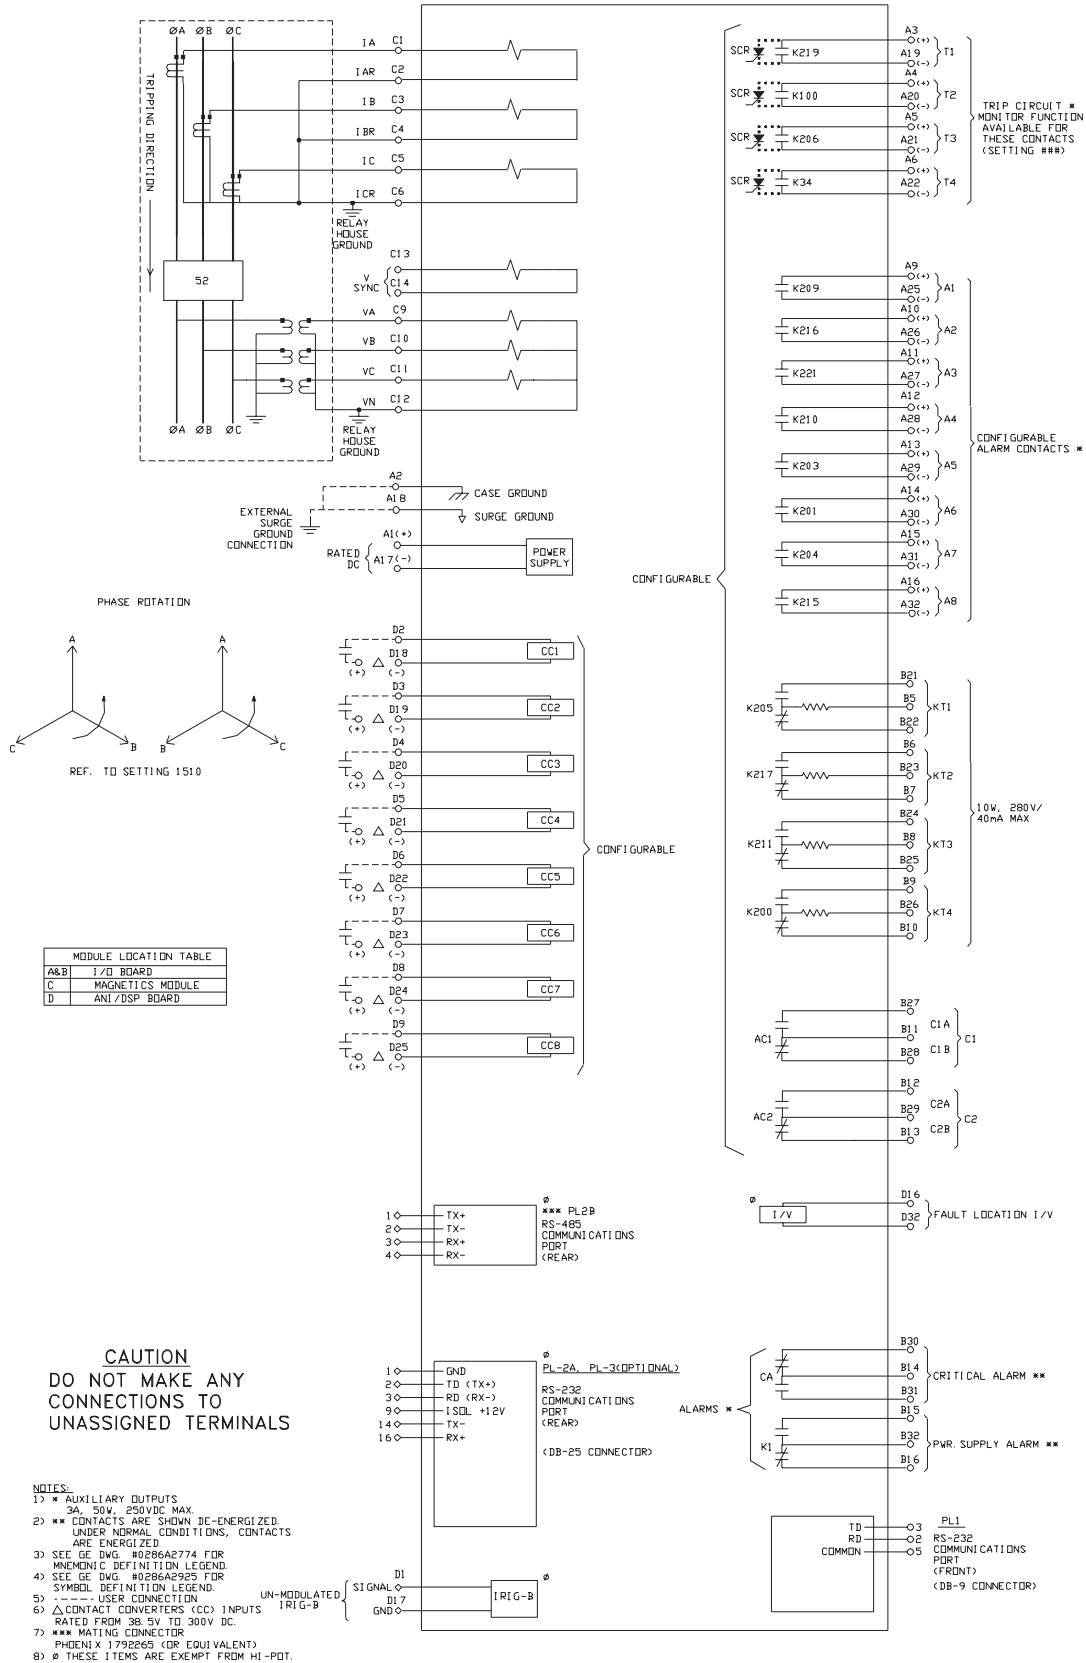 ØA ØB ØC
TRIPPING DIRECTION
52
ØA ØB ØC
IA C1
IAR C2
IB C3
IBR C4
IC C5
ICR C6
RELAY
HOUSE
GROUND
C13
V
SYNC
C14
VA C9
VB C10
VC C11
VN C12
RELAY
HOUSE
GROUND
A2
CASE GROUND
A18
SURGE GROUND
EXTERNAL
SURGE
GROUND
CONNECTION
RATED
DC
A1(+)
A17(-)
POWER
SUPPLY
PHASE ROTATION
A
C
B
A
B
C
REF. TO SETTING 1510
D2
D18
(+) (-)
CC1
D3
D19
(+) (-)
CC2
D4
D20
(+) (-)
CC3
D5
D21
(+) (-)
CC4
D6
D22
(+) (-)
CC5
D7
D23
(+) (-)
CC6
D8
D24
(+) (-)
CC7
D9
D25
(+) (-)
CC8
CONFIGURABLE
MODULE LOCATION TABLE
A&B I/O BOARD
C MAGNETICS MODULE
D ANI/DSP BOARD
CONFIGURABLE
SCR K219 A3 (+) A19 (-) T1
SCR K100 A4 (+) A20 (-) T2
SCR K206 A5 (+) A21 (-) T3
SCR K34 A6 (+) A22 (-) T4
TRIP CIRCUIT *
MONITOR FUNCTION
AVAILABLE FOR
THESE CONTACTS
(SETTING ###)
K209 A9 (+) A25 (-) A1
K216 A10 (+) A26 (-) A2
K221 A11 (+) A27 (-) A3
K210 A12 (+) A28 (-) A4
K203 A13 (+) A29 (-) A5
K201 A14 (+) A30 (-) A6
K204 A15 (+) A31 (-) A7
K215 A16 (+) A32 (-) A8
CONFIGURABLE
ALARM CONTACTS *
K205 B21 B5 B22 KT1
K217 B6 B23 B7 KT2
K211 B24 B8 B25 KT3
K200 B9 B26 B10 KT4
10W, 280V/
40mA MAX
AC1 B27 B11 B28 C1A C1B C1
AC2 B12 B29 B13 C2A C2B C2
Ø
I/V
D16
D32
FAULT LOCATION I/V
1 TX+
2 TX-
3 RX+
4 RX-
Ø
*** PL2B
RS-485
COMMUNICATIONS
PORT
(REAR)
1 GND
2 TD (TX+)
3 RD (RX-)
9 ISOL +12V
14 TX-
16 RX+
Ø
PL-2A, PL-3(OPTIONAL)
RS-232
COMMUNICATIONS
PORT
(REAR)
(DB-25 CONNECTOR)
ALARMS *
CA B30 B14 B31 CRITICAL ALARM **
K1 B15 B32 B16 PWR. SUPPLY ALARM **
TD 3
RD 2
COMMON 5
PL1
RS-232
COMMUNICATIONS
PORT
(FRONT)
(DB-9 CONNECTOR)
UN-MODULATED
IRIG-B
D1
SIGNAL
D17
GND
IRIG-B
Ø
CAUTION
DO NOT MAKE ANY
CONNECTIONS TO
UNASSIGNED TERMINALS
NOTES:
1) * AUXILIARY OUTPUTS
3A, 50W, 250VDC MAX.
2) ** CONTACTS ARE SHOWN DE-ENERGIZED.
UNDER NORMAL CONDITIONS, CONTACTS
ARE ENERGIZED.
3) SEE GE DWG. #0286A2774 FOR
MNEMONIC DEFINITION LEGEND.
4) SEE GE DWG. #0286A2925 FOR
SYMBOL DEFINITION LEGEND.
5) ------ USER CONNECTION
6) △ CONTACT CONVERTERS (CC) INPUTS
RATED FROM 38.5V TO 300V DC.
7) *** MATING CONNECTOR
PHOENIX 1792265 (OR EQUIVALENT)
8) Ø THESE ITEMS ARE EXEMPT FROM HI-POT.